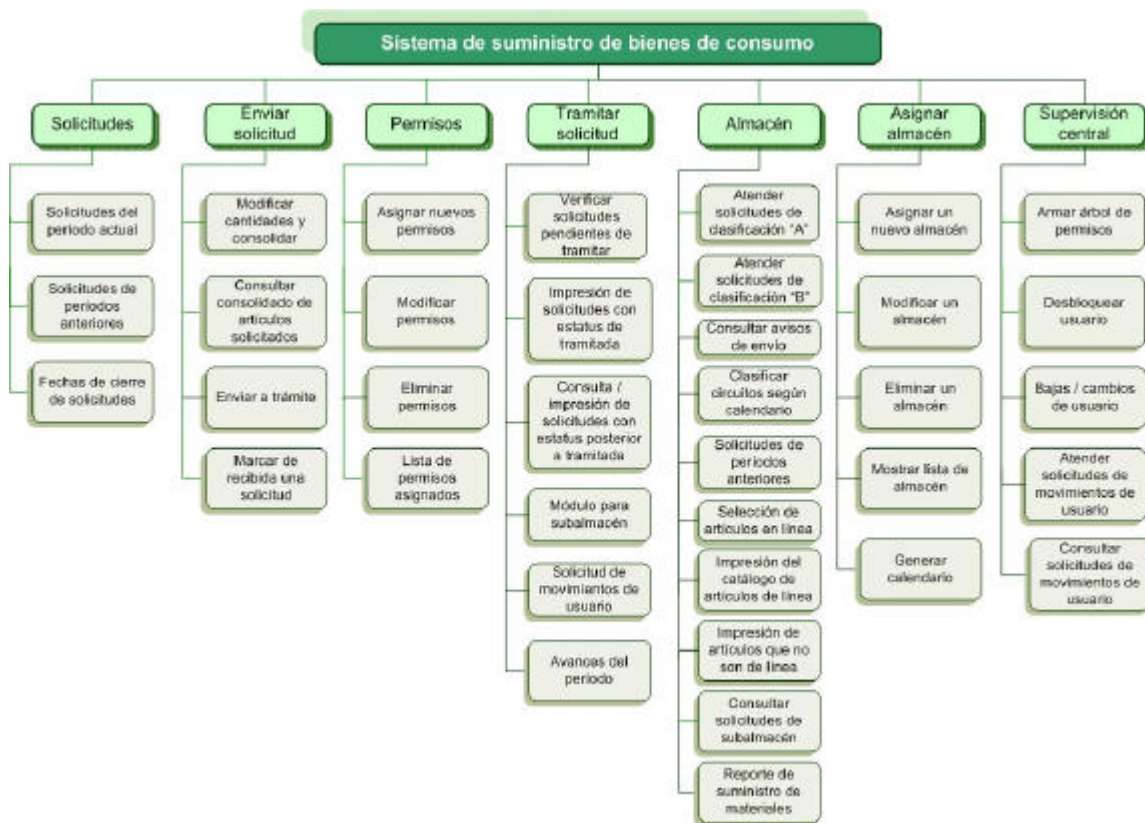 Sistema de suministro de bienes de consumo
Solicitudes
Solicitudes del
período actual
Solicitudes de
períodos
anteriores
Fechas de cierre
de solicitudes
Enviar
solicitud
Modificar
cantidades y
consolidar
Consultar
consolidado de
artículos
solicitados
Enviar a trámite
Marcar de
recibida una
solicitud
Permisos
Asignar nuevos
permisos
Modificar
permisos
Eliminar
permisos
Lista de
permisos
asignados
Tramitar
solicitud
Verificar
solicitudes
pendientes de
tramitar
Impresión de
solicitudes con
estatus de
tramitada
Consulta /
impresión de
solicitudes con
estatus posterior
a tramitada
Módulo para
subalmacén
Solicitud de
movimientos de
usuario
Avances del
período
Almacén
Atender
solicitudes de
clasificación “A”
Atender
solicitudes de
clasificación “B”
Consultar avisos
de envío
Clasificar
circuitos según
calendario
Solicitudes de
períodos
anteriores
Selección de
artículos en línea
Impresión del
catálogo de
artículos de línea
Impresión de
artículos que no
son de línea
Consultar
solicitudes de
subalmacén
Reporte de
suministro de
materiales
Asignar
almacén
Asignar un
nuevo almacén
Modificar un
almacén
Eliminar un
almacén
Mostrar lista de
almacén
Generar
calendario
Supervisión
central
Armar árbol de
permisos
Desbloquear
usuario
Bajas / cambios
de usuario
Atender
solicitudes de
movimientos de
usuario
Consultar
solicitudes de
movimientos de
usuario